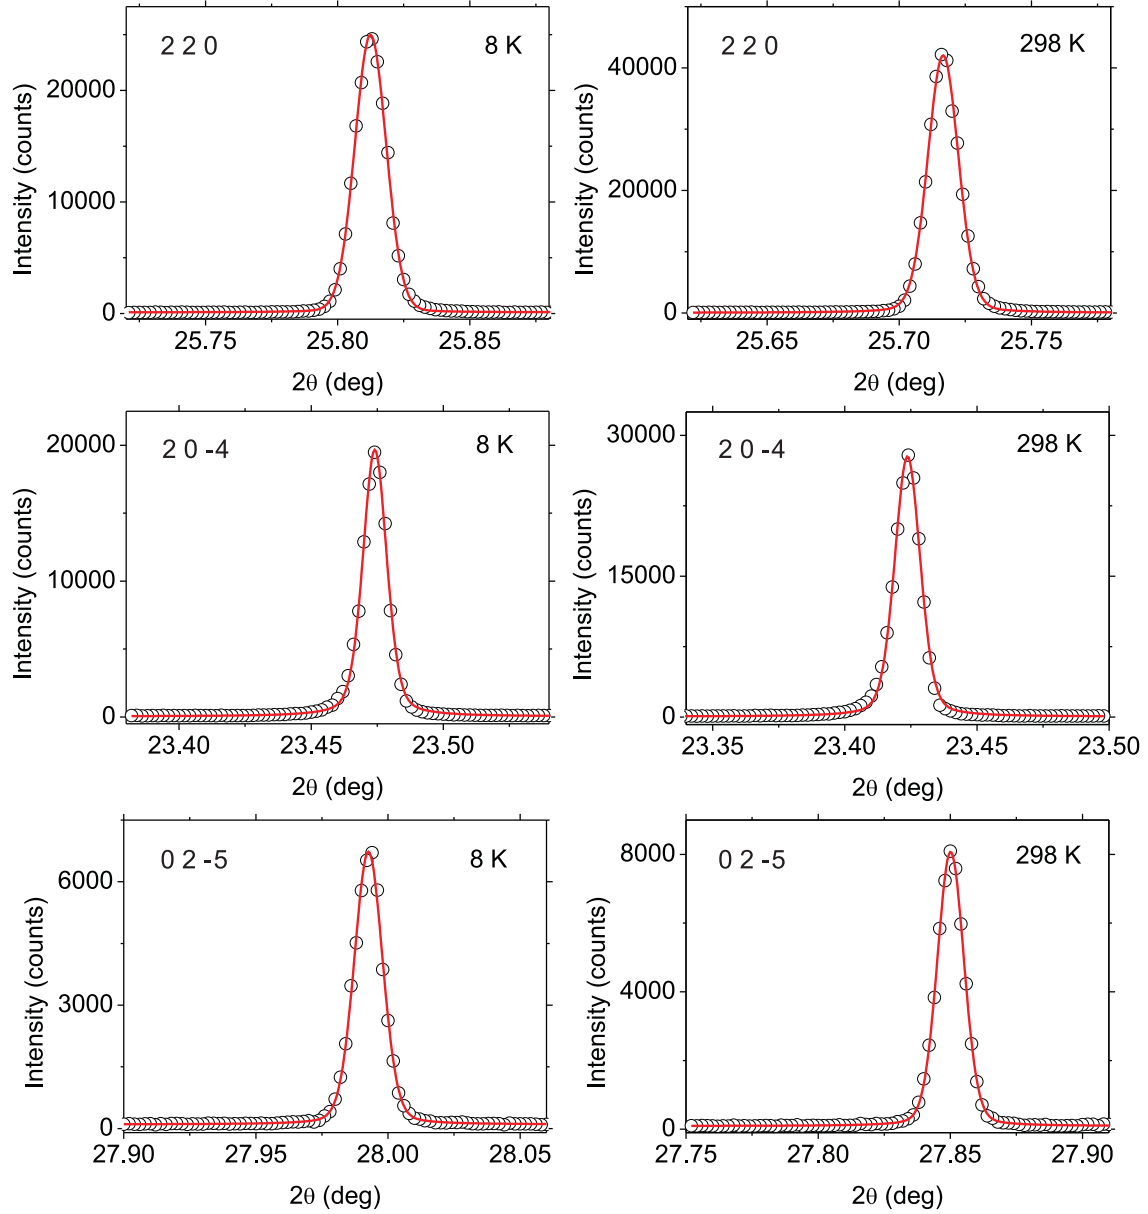 2 2 0
8 K
Intensity (counts)
20000
10000
0
25.75
25.80
25.85
2θ (deg)
2 2 0
298 K
Intensity (counts)
40000
20000
0
25.65
25.70
25.75
2θ (deg)
2 0 -4
8 K
Intensity (counts)
20000
10000
0
23.40
23.45
23.50
2θ (deg)
2 0 -4
298 K
Intensity (counts)
30000
15000
0
23.35
23.40
23.45
23.50
2θ (deg)
0 2 -5
8 K
Intensity (counts)
6000
3000
0
27.90
27.95
28.00
28.05
2θ (deg)
0 2 -5
298 K
Intensity (counts)
8000
4000
0
27.75
27.80
27.85
27.90
2θ (deg)